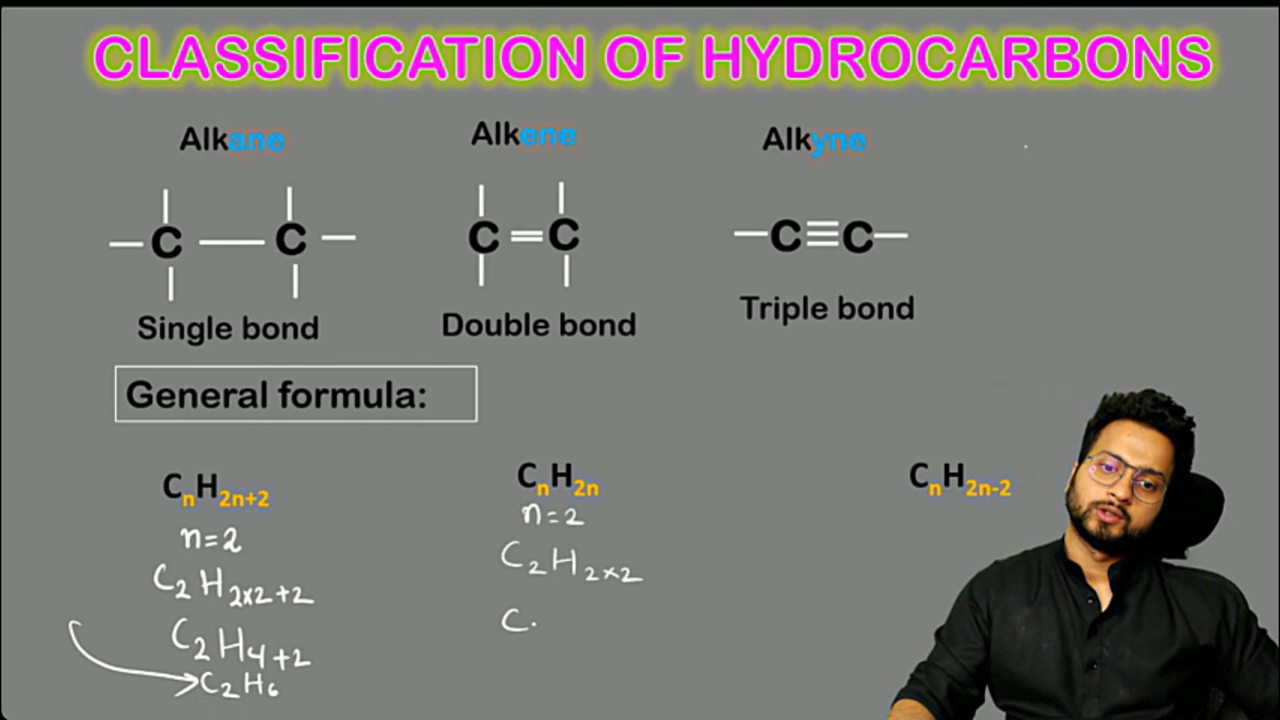 CLASSIFICATION OF HYDROCARBONS
Alkane
Alkene
Alkyne
C — C
C = C
—C≡C—
Single bond
Double bond
Triple bond
General formula:
CₙH₂ₙ₊₂
n=2
C₂H₂ₓ₂₊₂
C₂H₄₊₂
C₂H₆
CₙH₂ₙ
n=2
C₂H₂ₓ₂
C
CₙH₂ₙ₋₂